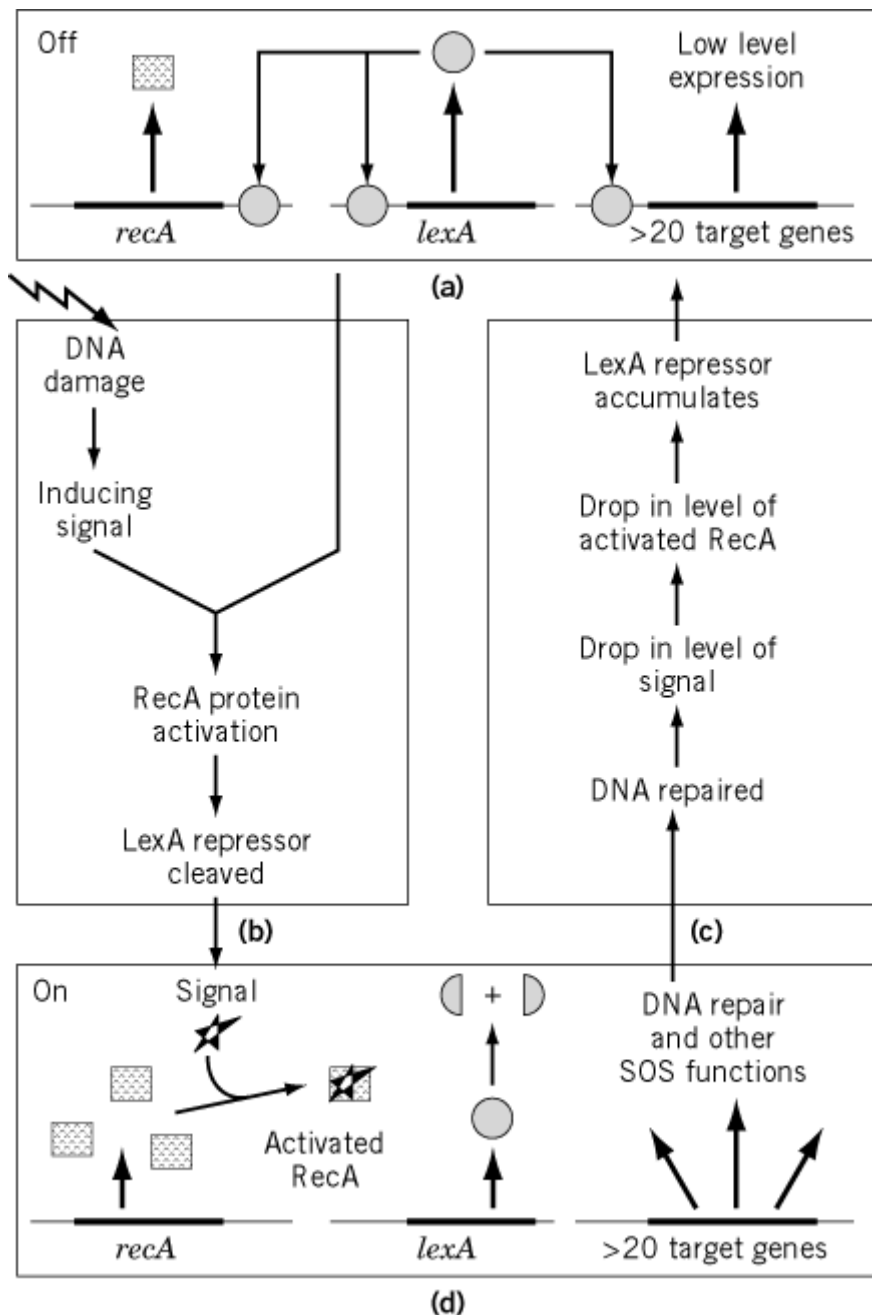 Off
Low level
expression
recA
lexA
>20 target genes
(a)
DNA
damage
Inducing
signal
RecA protein
activation
LexA repressor
cleaved
(b)
LexA repressor
accumulates
Drop in level of
activated RecA
Drop in level of
signal
DNA repaired
(c)
On
Signal
Activated
RecA
+
DNA repair
and other
SOS functions
recA
lexA
>20 target genes
(d)